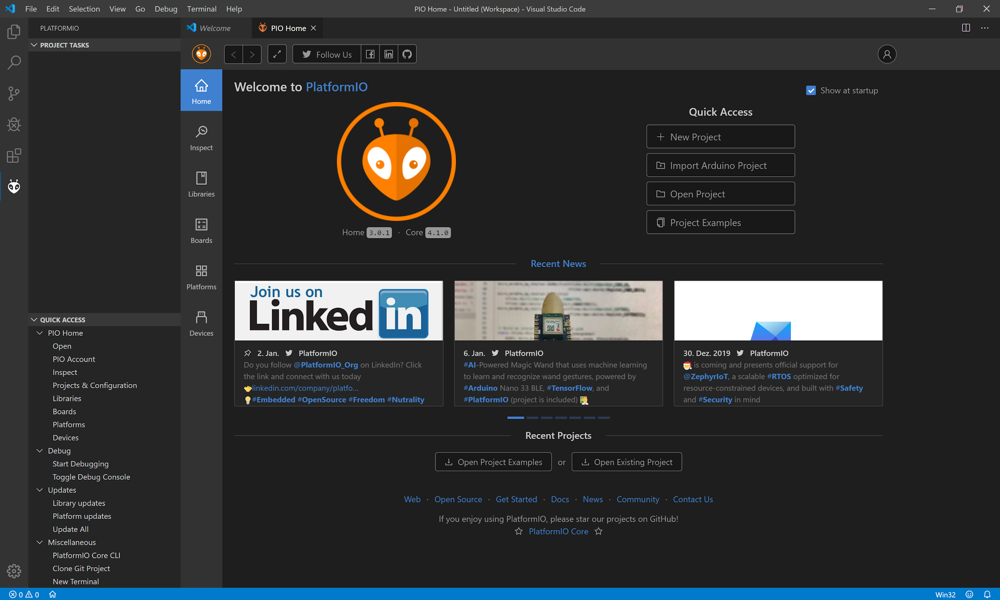 File Edit Selection View Go Debug Terminal Help
PIO Home - Untitled (Workspace) - Visual Studio Code
PLATFORMIO
Welcome
PIO Home
PROJECT TASKS
Follow Us
Home
Inspect
Libraries
Boards
Platforms
Devices
Welcome to PlatformIO
Show at startup
Quick Access
New Project
Import Arduino Project
Open Project
Project Examples
Home 3.0.1 · Core 4.1.0
Recent News
Join us on
Linked in
2. Jan. PlatformIO
Do you follow @PlatformIO_Org on LinkedIn? Click
the link and connect with us today
linkedin.com/company/platfo...
#Embedded #OpenSource #Freedom #Nutrality
6. Jan. PlatformIO
#AI-Powered Magic Wand that uses machine learning
to learn and recognize wand gestures, powered by
#Arduino Nano 33 BLE, #TensorFlow, and
#PlatformIO (project is included)
30. Dez. 2019 PlatformIO
is coming and presents official support for
@ZephyrIoT, a scalable #RTOS optimized for
resource-constrained devices, and built with #Safety
and #Security in mind
Recent Projects
Open Project Examples or Open Existing Project
Web · Open Source · Get Started · Docs · News · Community · Contact Us
If you enjoy using PlatformIO, please star our projects on GitHub!
PlatformIO Core
QUICK ACCESS
PIO Home
Open
PIO Account
Inspect
Projects & Configuration
Libraries
Boards
Platforms
Devices
Debug
Start Debugging
Toggle Debug Console
Updates
Library updates
Platform updates
Update All
Miscellaneous
PlatformIO Core CLI
Clone Git Project
New Terminal
0 0
Win32